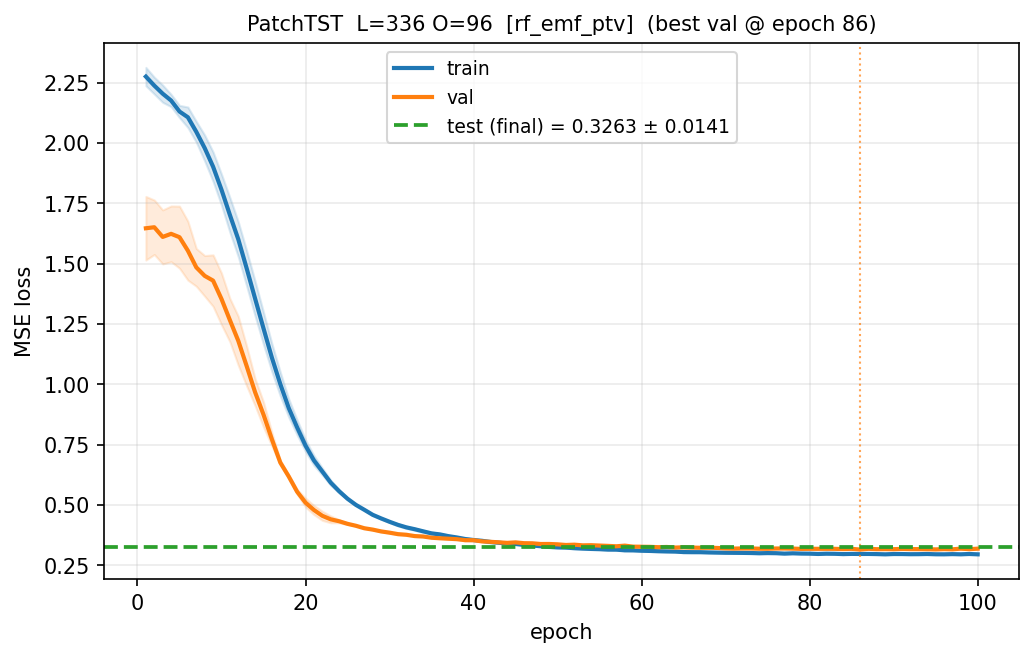 PatchTST L=336 O=96 [rf_emf_ptv] (best val @ epoch 86)
train
val
test (final) = 0.3263 ± 0.0141
MSE loss
2.25
2.00
1.75
1.50
1.25
1.00
0.75
0.50
0.25
0 20 40 60 80 100
epoch